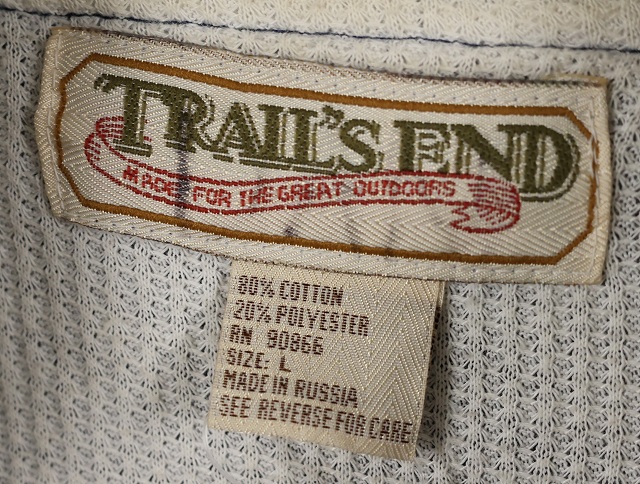 TRAIL'S END
MADE FOR THE GREAT OUTDOORS
80% COTTON
20% POLYESTER
RN 90866
SIZE: L
MADE IN RUSSIA
SEE REVERSE FOR CARE